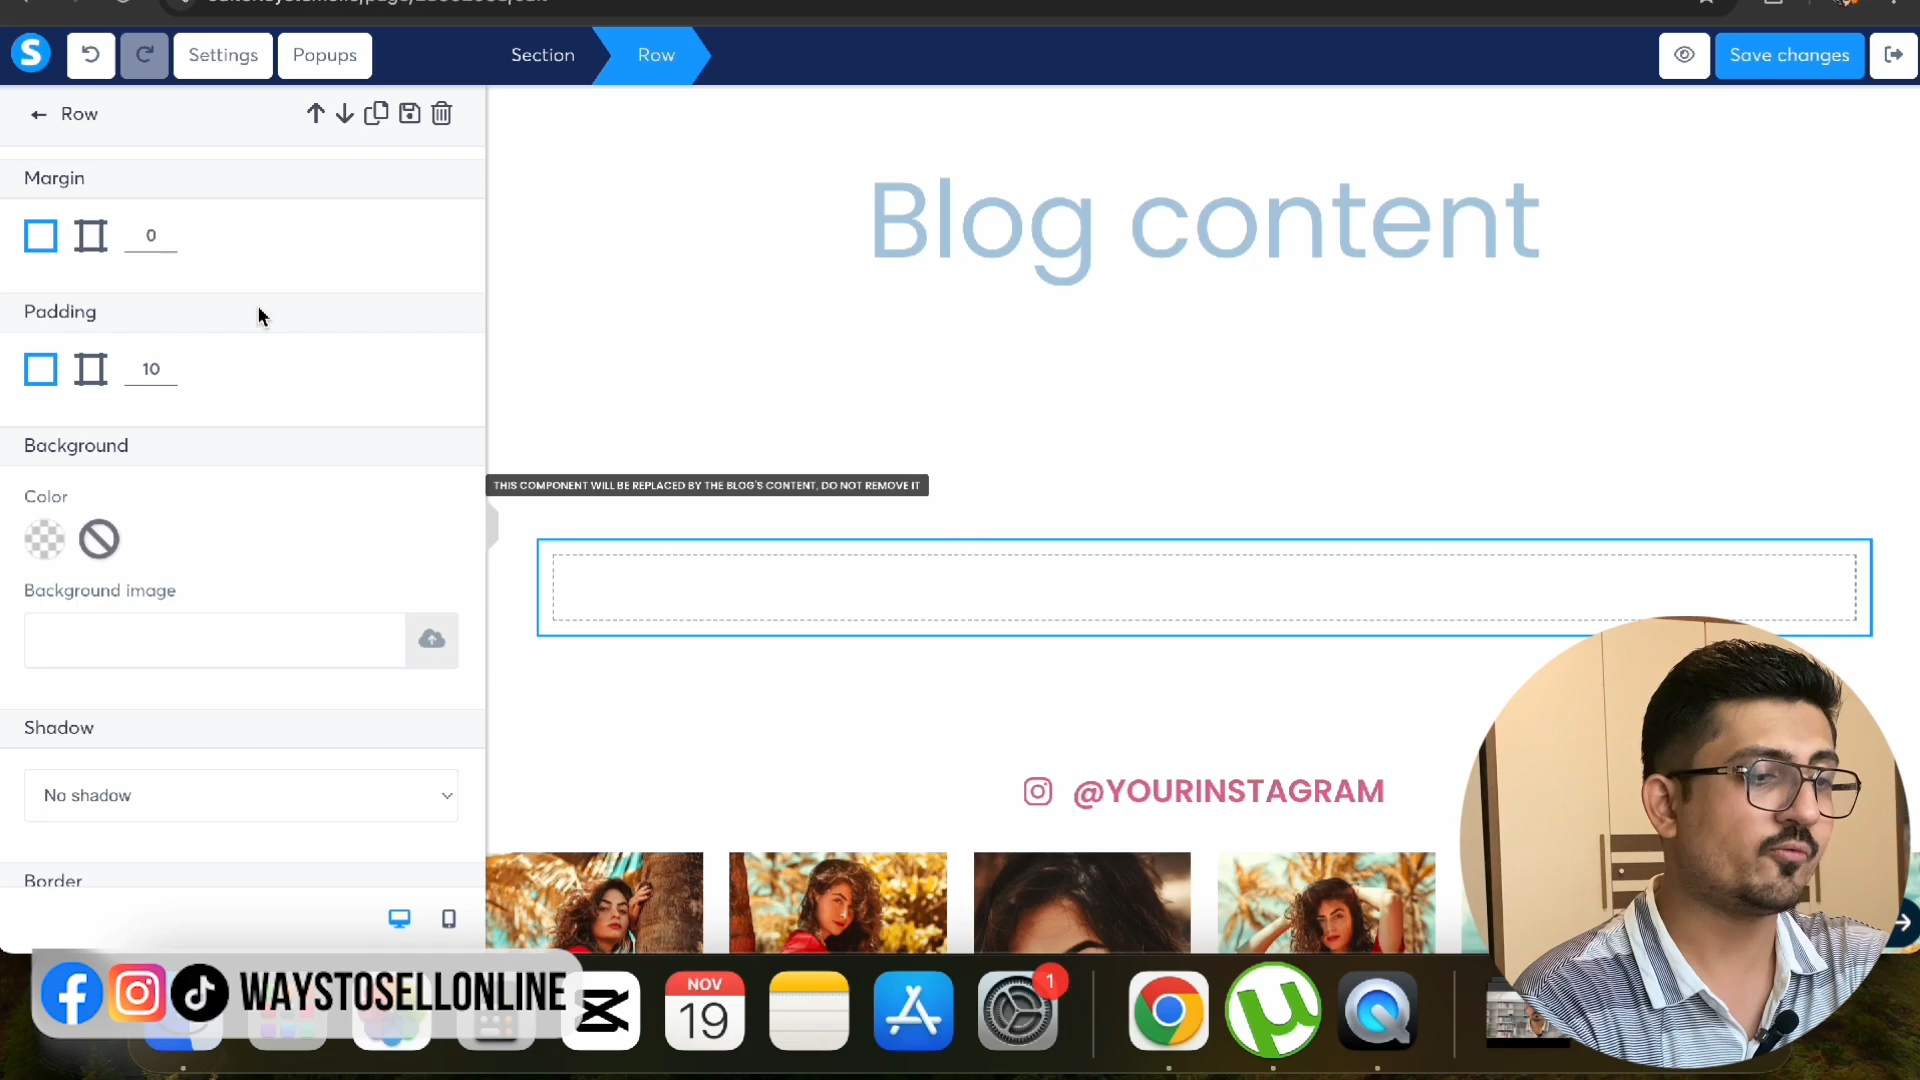 S
Settings
Popups
Section
Row
Save changes
Row
Margin
0
Padding
10
Background
Color
Background image
Shadow
No shadow
Border
Blog content
THIS COMPONENT WILL BE REPLACED BY THE BLOG'S CONTENT, DO NOT REMOVE IT
@YOURINSTAGRAM
WAYSTOSELLONLINE
NOV
19
1